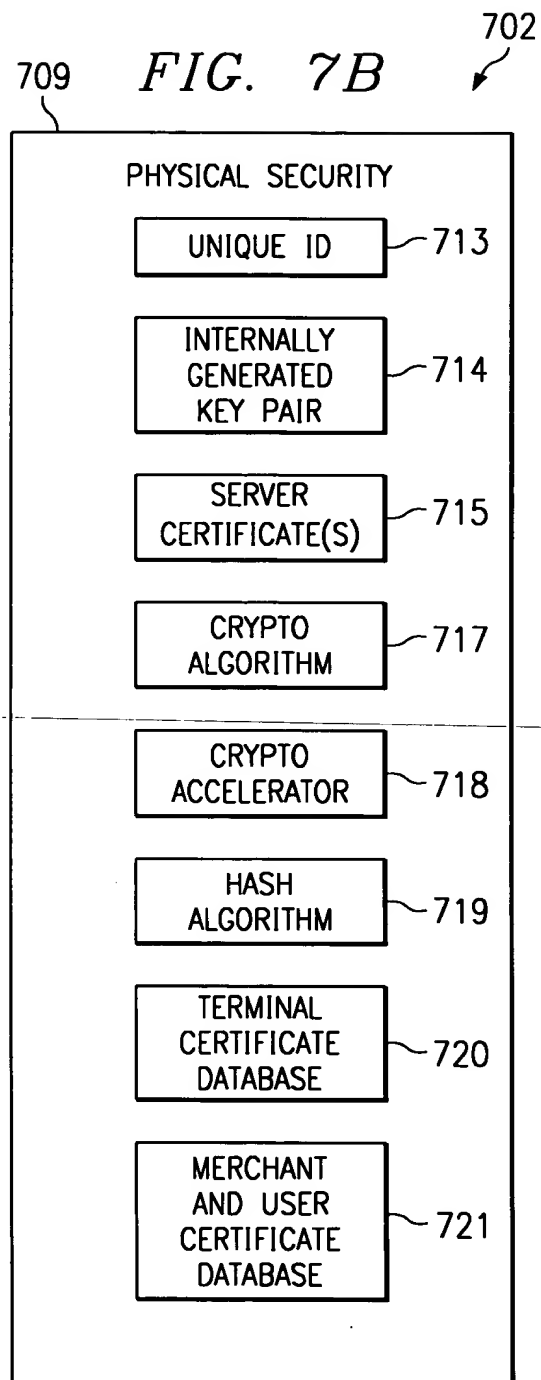 702
709
FIG. 7B
PHYSICAL SECURITY
UNIQUE ID
713
INTERNALLY
GENERATED
KEY PAIR
714
SERVER
CERTIFICATE(S)
715
CRYPTO
ALGORITHM
717
CRYPTO
ACCELERATOR
718
HASH
ALGORITHM
719
TERMINAL
CERTIFICATE
DATABASE
720
MERCHANT
AND USER
CERTIFICATE
DATABASE
721